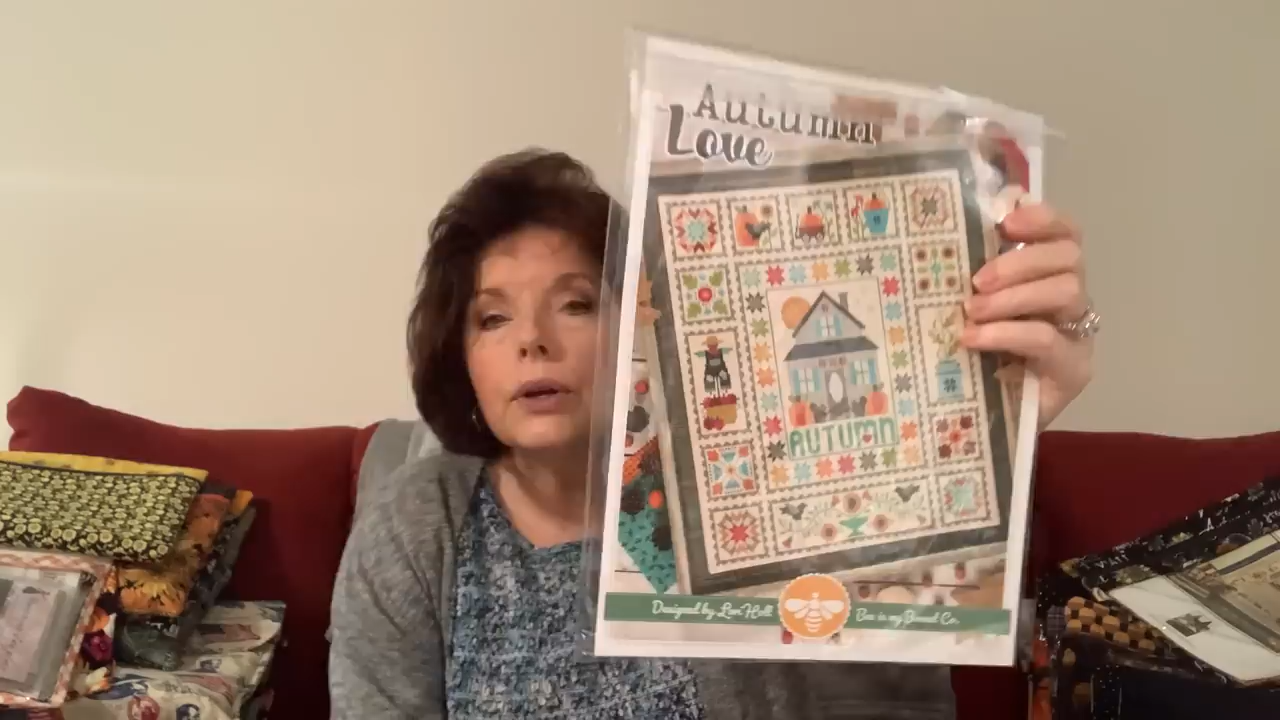 Autumn
Love
AUTUMN
Designed by Lori Holt
Bee in my Bonnet Co.